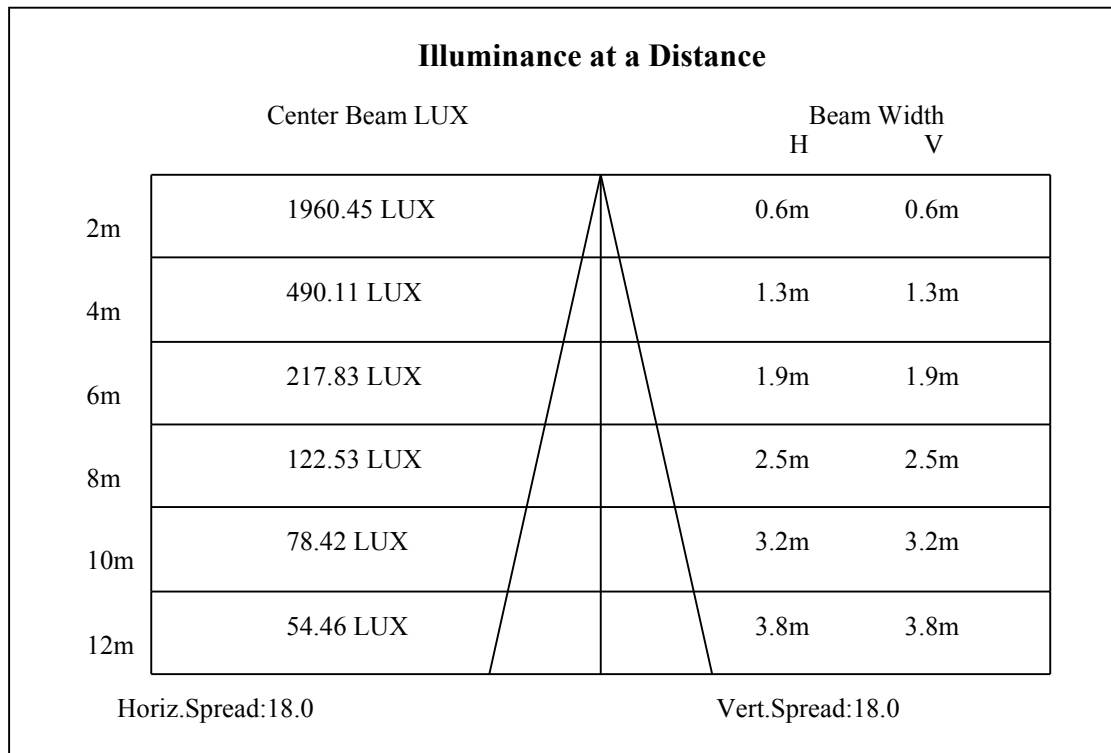 Illuminance at a Distance
Center Beam LUX Beam Width
H V
2m 1960.45 LUX 0.6m 0.6m
4m 490.11 LUX 1.3m 1.3m
6m 217.83 LUX 1.9m 1.9m
8m 122.53 LUX 2.5m 2.5m
10m 78.42 LUX 3.2m 3.2m
12m 54.46 LUX 3.8m 3.8m
Horiz.Spread:18.0 Vert.Spread:18.0